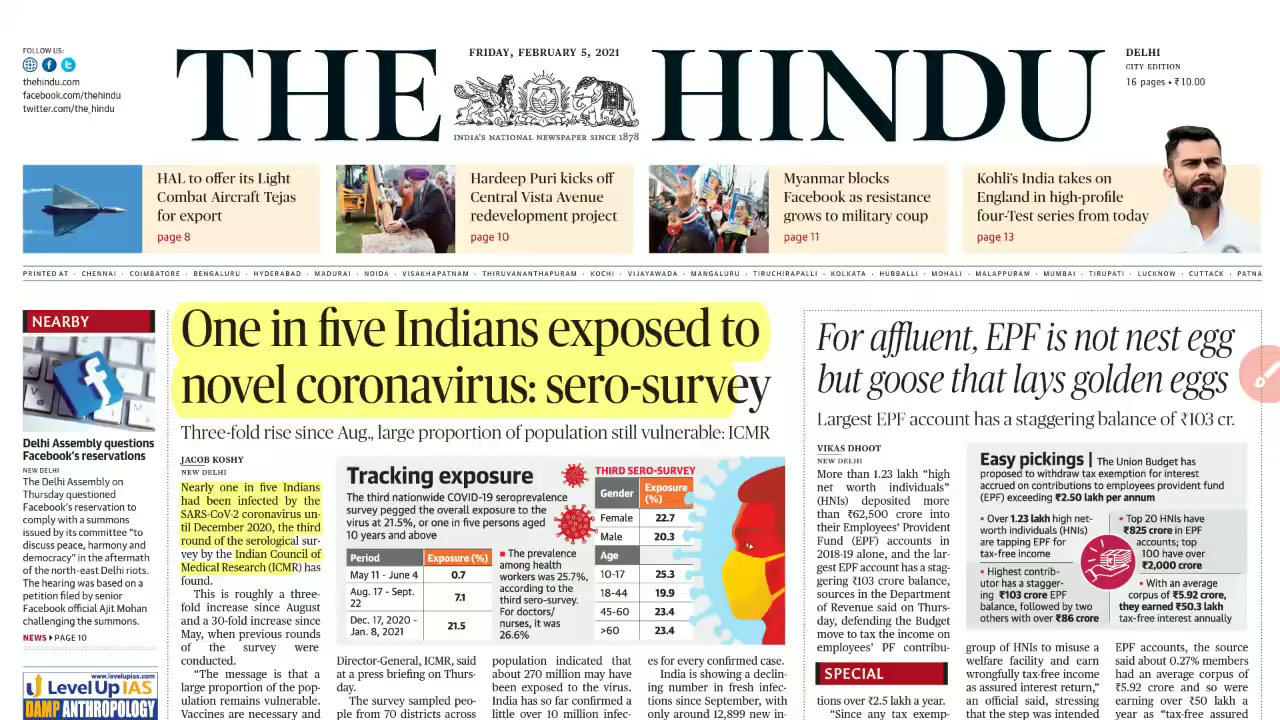 FOLLOW US:
thehindu.com
facebook.com/thehindu
twitter.com/the_hindu
THE HINDU
FRIDAY, FEBRUARY 5, 2021
INDIA'S NATIONAL NEWSPAPER SINCE 1878
DELHI
CITY EDITION
16 pages • ₹10.00
HAL to offer its Light
Combat Aircraft Tejas
for export
page 8
Hardeep Puri kicks off
Central Vista Avenue
redevelopment project
page 10
Myanmar blocks
Facebook as resistance
grows to military coup
page 11
Kohli's India takes on
England in high-profile
four-Test series from today
page 13
PRINTED AT · CHENNAI · COIMBATORE · BENGALURU · HYDERABAD · MADURAI · NOIDA · VISAKHAPATNAM · THIRUVANANTHAPURAM · KOCHI · VIJAYAWADA · MANGALURU · TIRUCHIRAPALLI · KOLKATA · HUBBALLI · MOHALI · MALAPPURAM · MUMBAI · TIRUPATI · LUCKNOW · CUTTACK · PATNA
NEARBY
Delhi Assembly questions
Facebook's reservations
NEW DELHI
The Delhi Assembly on
Thursday questioned
Facebook's reservation to
comply with a summons
issued by its committee "to
discuss peace, harmony and
democracy" in the aftermath
of the north-east Delhi riots.
The hearing was based on a
petition filed by senior
Facebook official Ajit Mohan
challenging the summons.
NEWS ▶ PAGE 10
www.levelupias.com
Level Up IAS
DAMP ANTHROPOLOGY
One in five Indians exposed to
novel coronavirus: sero-survey
Three-fold rise since Aug., large proportion of population still vulnerable: ICMR
JACOB KOSHY
NEW DELHI
Nearly one in five Indians
had been infected by the
SARS-CoV-2 coronavirus un-
til December 2020, the third
round of the serological sur-
vey by the Indian Council of
Medical Research (ICMR) has
found.
This is roughly a three-
fold increase since August
and a 30-fold increase since
May, when previous rounds
of the survey were
conducted.
"The message is that a
large proportion of the pop-
ulation remains vulnerable.
Vaccines are necessary and
Tracking exposure
The third nationwide COVID-19 seroprevalence
survey pegged the overall exposure to the
virus at 21.5%, or one in five persons aged
10 years and above
Period Exposure (%)
May 11 - June 4 0.7
Aug. 17 - Sept.
22 7.1
Dec. 17, 2020 -
Jan. 8, 2021 21.5
■ The prevalence
among health
workers was 25.7%,
according to the
third sero-survey.
For doctors/
nurses, it was
26.6%
THIRD SERO-SURVEY
Gender Exposure
(%)
Female 22.7
Male 20.3
Age
10-17 25.3
18-44 19.9
45-60 23.4
>60 23.4
Director-General, ICMR, said
at a press briefing on Thurs-
day.
The survey sampled peo-
ple from 70 districts across
population indicated that
about 270 million may have
been exposed to the virus.
India has so far confirmed a
little over 10 million infec-
es for every confirmed case.
India is showing a declin-
ing number in fresh infec-
tions since September, with
only around 12,899 new in-
For affluent, EPF is not nest egg
but goose that lays golden eggs
Largest EPF account has a staggering balance of ₹103 cr.
VIKAS DHOOT
NEW DELHI
More than 1.23 lakh "high
net worth individuals"
(HNIs) deposited more
than ₹62,500 crore into
their Employees' Provident
Fund (EPF) accounts in
2018-19 alone, and the lar-
gest EPF account has a stag-
gering ₹103 crore balance,
sources in the Department
of Revenue said on Thurs-
day, defending the Budget
move to tax the income on
employees' PF contribu-
SPECIAL
tions over ₹2.5 lakh a year.
"Since any tax exemp-
Easy pickings | The Union Budget has
proposed to withdraw tax exemption for interest
accrued on contributions to employees provident fund
(EPF) exceeding ₹2.50 lakh per annum
• Over 1.23 lakh high net-
worth individuals (HNIs)
are tapping EPF for
tax-free income
• Highest contrib-
utor has a stagger-
ing ₹103 crore EPF
balance, followed by two
others with over ₹86 crore
• Top 20 HNIs have
₹825 crore in EPF
accounts; top
100 have over
₹2,000 crore
• With an average
corpus of ₹5.92 crore,
they earned ₹50.3 lakh
tax-free interest annually
group of HNIs to misuse a
welfare facility and earn
wrongfully tax-free income
as assured interest return,"
an official said, stressing
that the step was intended
EPF accounts, the source
said about 0.27% members
had an average corpus of
₹5.92 crore and so were
earning over ₹50 lakh a
year as "tax-free assured